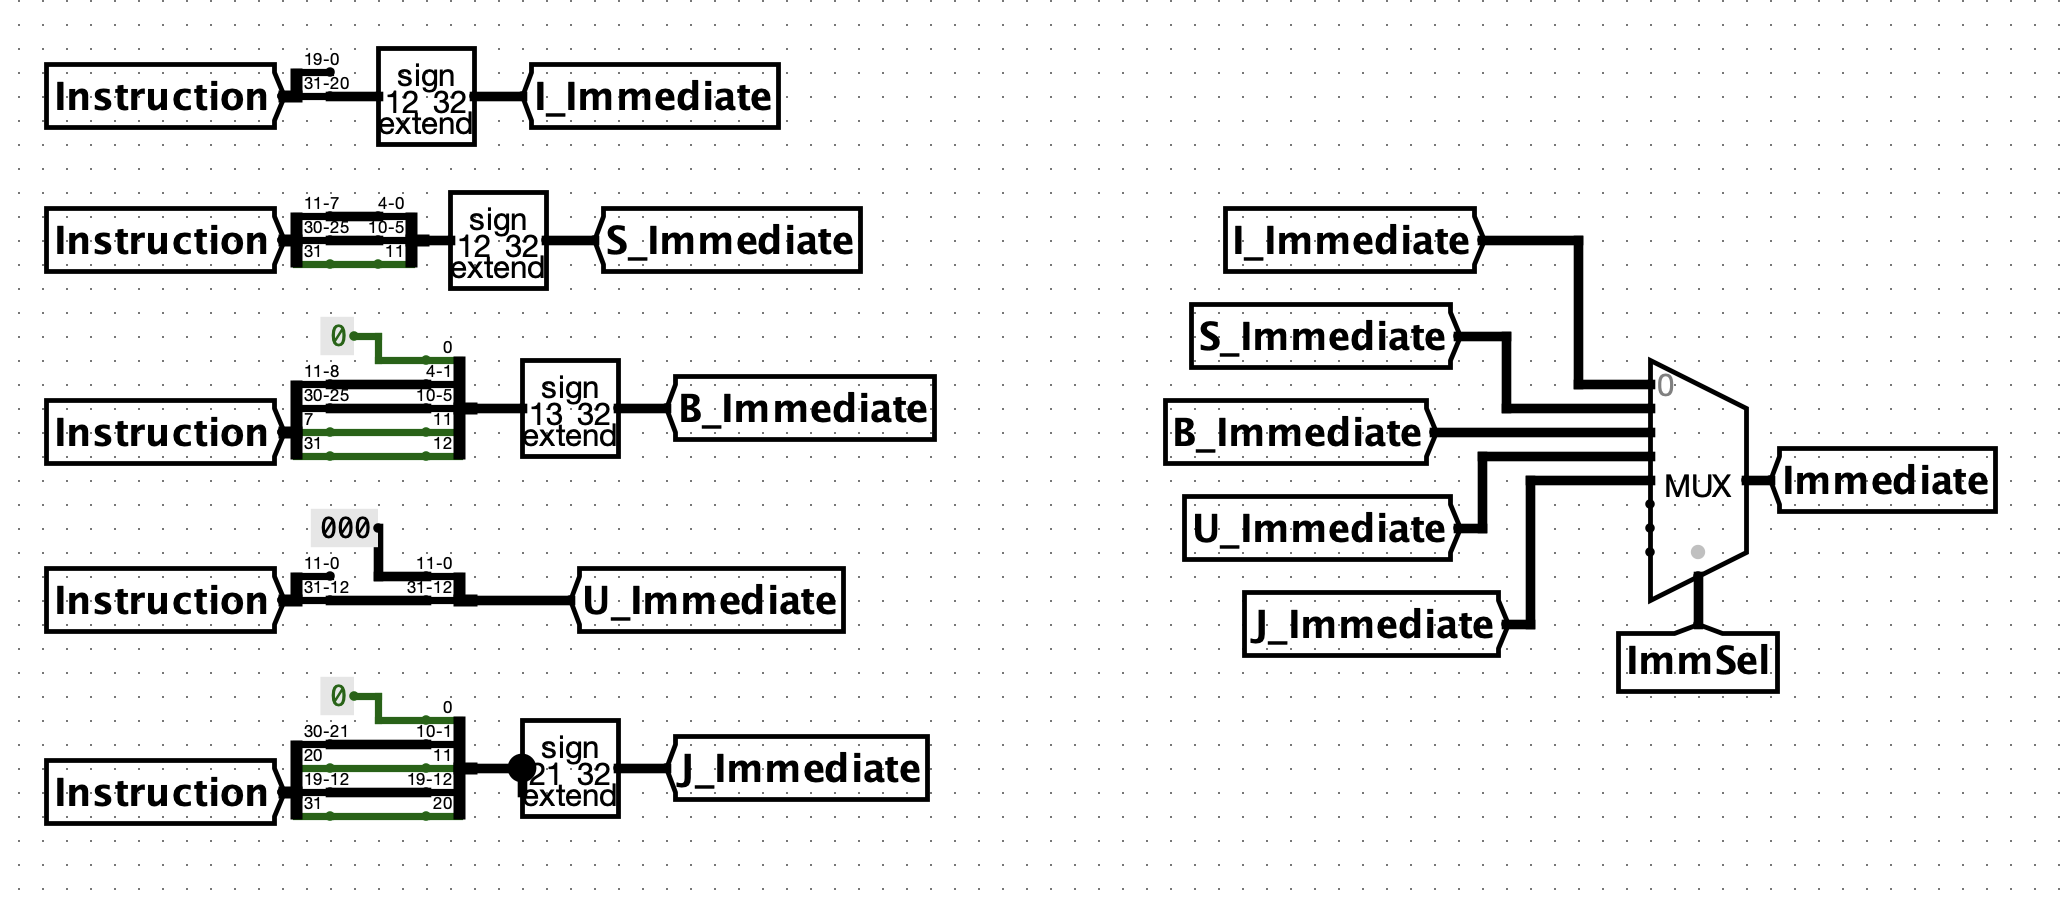 19-0
31-20
Instruction
sign
12 32
extend
I_Immediate
11-7 4-0
30-25 10-5
31 11
Instruction
sign
12 32
extend
S_Immediate
0
0
11-8 4-1
30-25 10-5
7 11
31 12
Instruction
sign
13 32
extend
B_Immediate
000
11-0 11-0
31-12 31-12
Instruction
U_Immediate
0
0
30-21 10-1
20 11
19-12 19-12
31 20
Instruction
sign
21 32
extend
J_Immediate
I_Immediate
S_Immediate
B_Immediate
U_Immediate
J_Immediate
0
MUX
Immediate
ImmSel